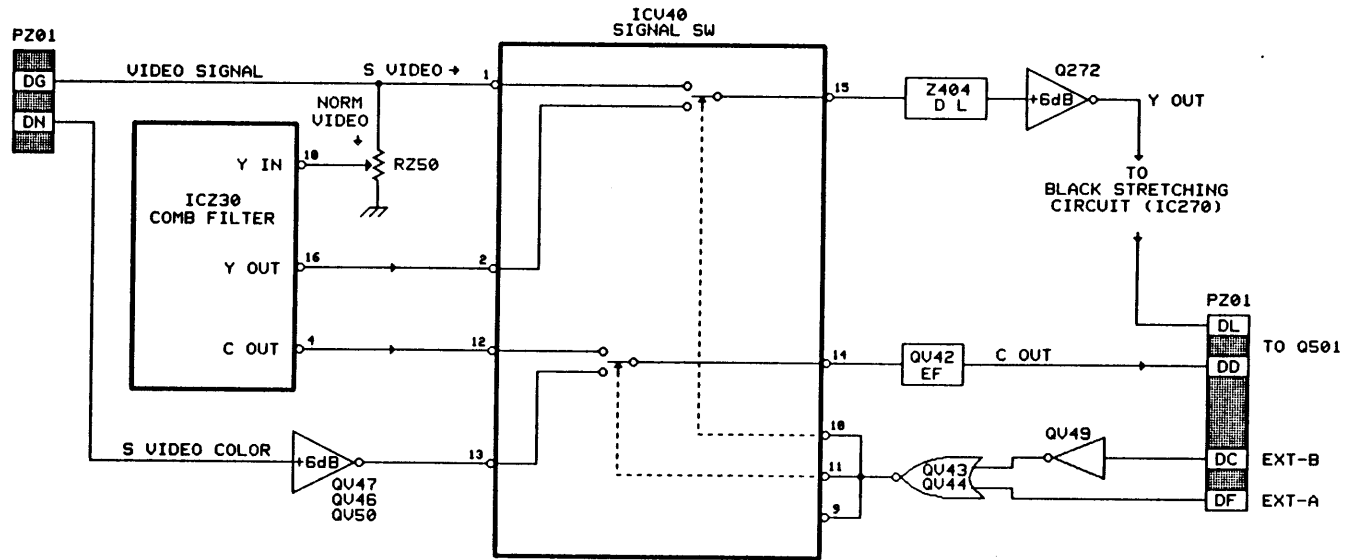 ICV40
SIGNAL SW
PZ01
DG
VIDEO SIGNAL
S VIDEO
1
DN
NORM
VIDEO
15
Z404
D L
+6dB
Q272
Y OUT
ICZ30
COMB FILTER
Y IN
18
RZ50
TO
BLACK STRETCHING
CIRCUIT (IC270)
Y OUT
16
2
C OUT
4
12
14
QV42
EF
C OUT
PZ01
DL
TO Q501
DD
S VIDEO COLOR
+6dB
QV47
QV46
QV50
13
10
11
9
QV43
QV44
QV49
DC
EXT-B
DF
EXT-A